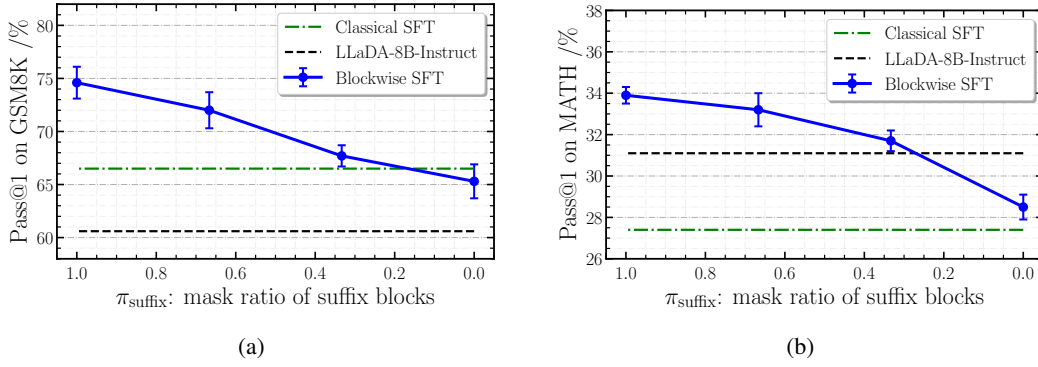 Pass@1 on GSM8K /%
80
75
70
65
60
Classical SFT
LLaDA-8B-Instruct
Blockwise SFT
1.0 0.8 0.6 0.4 0.2 0.0
π_suffix: mask ratio of suffix blocks
(a)
Pass@1 on MATH /%
38
36
34
32
30
28
26
Classical SFT
LLaDA-8B-Instruct
Blockwise SFT
1.0 0.8 0.6 0.4 0.2 0.0
π_suffix: mask ratio of suffix blocks
(b)